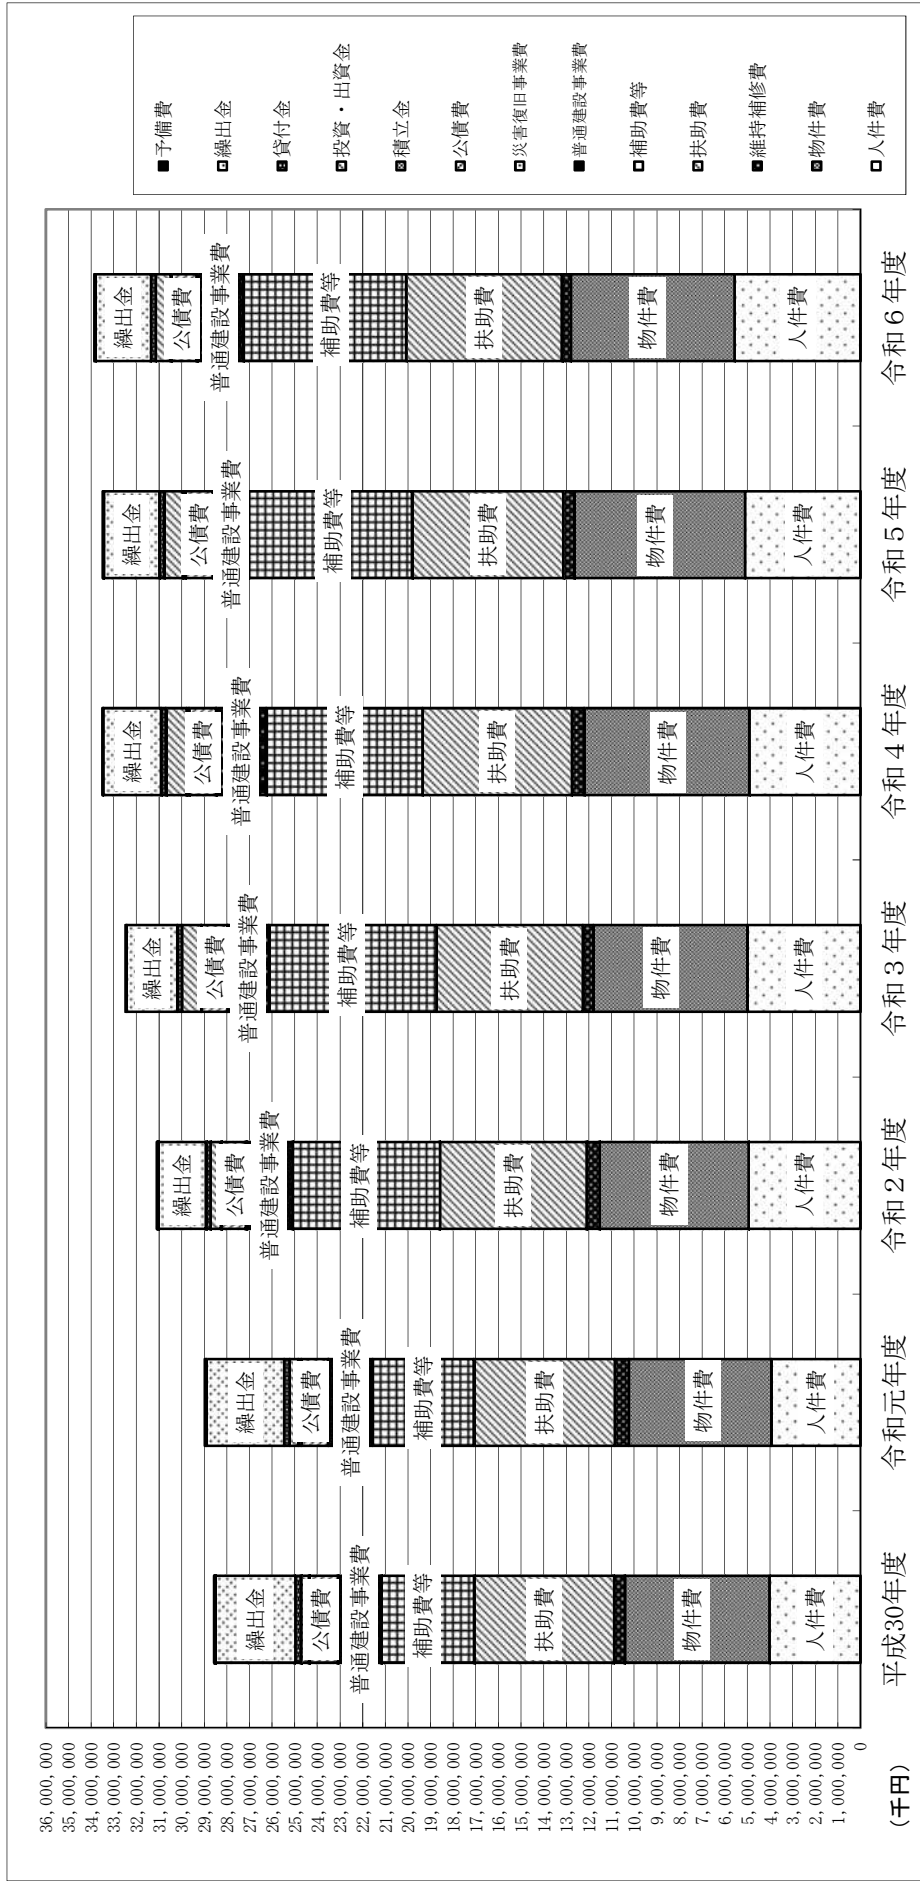 36,000,000
35,000,000
34,000,000
33,000,000
32,000,000
31,000,000
30,000,000
29,000,000
28,000,000
27,000,000
26,000,000
25,000,000
24,000,000
23,000,000
22,000,000
21,000,000
20,000,000
19,000,000
18,000,000
17,000,000
16,000,000
15,000,000
14,000,000
13,000,000
12,000,000
11,000,000
10,000,000
9,000,000
8,000,000
7,000,000
6,000,000
5,000,000
4,000,000
3,000,000
2,000,000
1,000,000
0
(千円)
繰出金
公債費
普通建設事業費
補助費等
扶助費
物件費
人件費
平成30年度
繰出金
公債費
普通建設事業費
補助費等
扶助費
物件費
人件費
令和元年度
繰出金
公債費
普通建設事業費
補助費等
扶助費
物件費
人件費
令和2年度
繰出金
公債費
普通建設事業費
補助費等
扶助費
物件費
人件費
令和3年度
繰出金
公債費
普通建設事業費
補助費等
扶助費
物件費
人件費
令和4年度
繰出金
公債費
普通建設事業費
補助費等
扶助費
物件費
人件費
令和5年度
繰出金
公債費
普通建設事業費
補助費等
扶助費
物件費
人件費
令和6年度
予備費
繰出金
貸付金
投資・出資金
積立金
公債費
災害復旧事業費
普通建設事業費
補助費等
扶助費
維持補修費
物件費
人件費